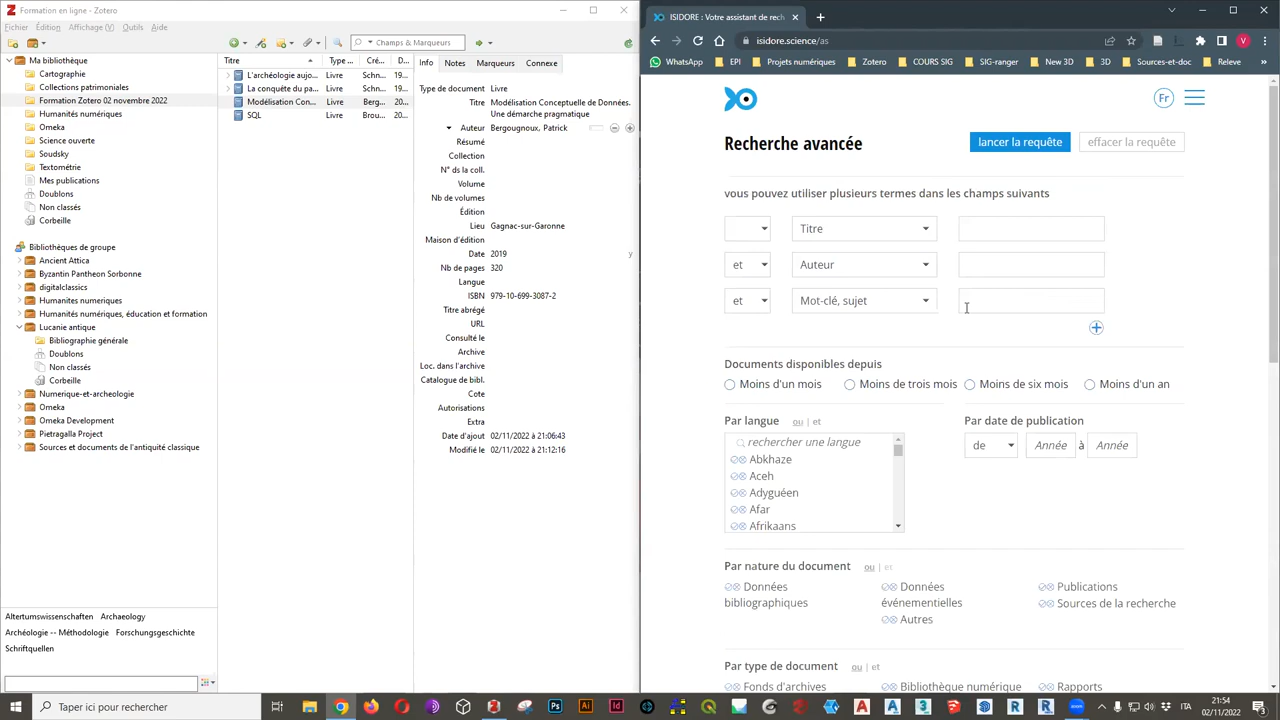 Formation en ligne - Zotero
Fichier Édition Affichage (V) Outils Aide
Champs & Marqueurs
Ma bibliothèque
Cartographie
Collections patrimoniales
Formation Zotero 02 novembre 2022
Humanités numériques
Omeka
Science ouverte
Soudsky
Textométrie
Mes publications
Doublons
Non classés
Corbeille
Bibliothèques de groupe
Ancient Attica
Byzantin Pantheon Sorbonne
digitalclassics
Humanites numeriques
Humanités numériques, éducation et formation
Lucanie antique
Bibliographie générale
Doublons
Non classés
Corbeille
Numerique-et-archeologie
Omeka
Omeka Development
Pietragalla Project
Sources et documents de l'antiquité classique
Altertumswissenschaften Archaeology
Archéologie -- Méthodologie Forschungsgeschichte
Schriftquellen
Titre Type ... Cré... D...
L'archéologie aujo... Livre Schn... 19...
La conquête du pa... Livre Schn... 19...
Modélisation Con... Livre Berg... 20...
SQL Livre Brou... 20...
Info Notes Marqueurs Connexe
Type de document Livre
Titre Modélisation Conceptuelle de Données.
Une démarche pragmatique
Auteur Bergougnoux, Patrick
Résumé
Collection
N° ds la coll.
Volume
Nb de volumes
Édition
Lieu Gagnac-sur-Garonne
Maison d'édition
Date 2019 y
Nb de pages 320
Langue
ISBN 979-10-699-3087-2
Titre abrégé
URL
Consulté le
Archive
Loc. dans l'archive
Catalogue de bibl.
Cote
Autorisations
Extra
Date d'ajout 02/11/2022 à 21:06:43
Modifié le 02/11/2022 à 21:12:16
ISIDORE : Votre assistant de rech
isidore.science/as
V
WhatsApp EPI Projets numériques Zotero COURS SIG SIG-ranger New 3D 3D Sources-et-doc Releve »
Fr
Recherche avancée
lancer la requête effacer la requête
vous pouvez utiliser plusieurs termes dans les champs suivants
Titre
et Auteur
et Mot-clé, sujet
Documents disponibles depuis
Moins d'un mois Moins de trois mois Moins de six mois Moins d'un an
Par langue ou | et
rechercher une langue
Abkhaze
Aceh
Adyguéen
Afar
Afrikaans
Par date de publication
de Année à Année
Par nature du document ou | et
Données bibliographiques
Données événementielles
Autres
Publications
Sources de la recherche
Par type de document ou | et
Fonds d'archives Bibliothèque numérique Rapports
Taper ici pour rechercher
ITA
21:54
02/11/2022